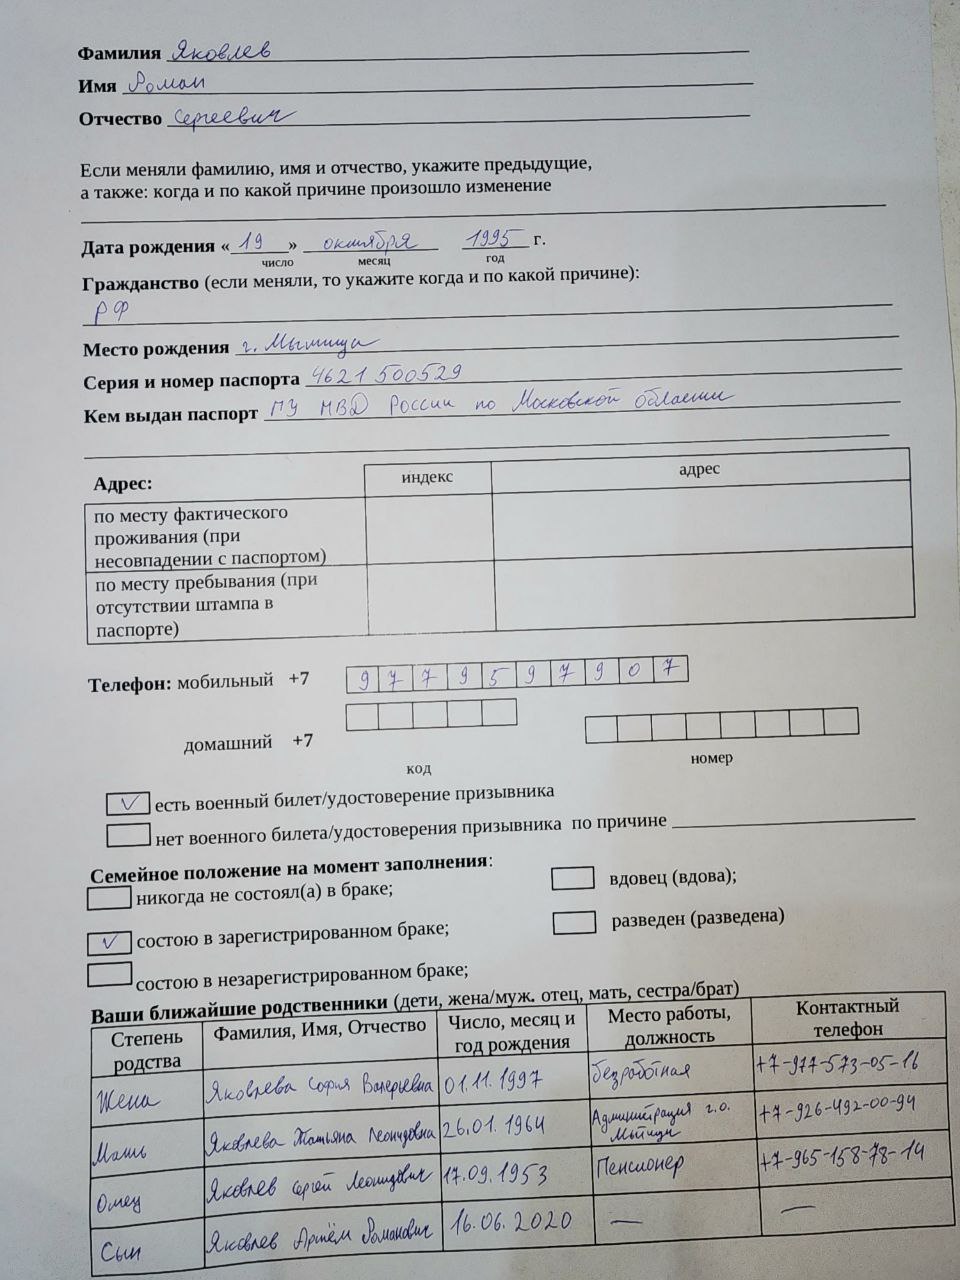 Фамилия Яковлев
Имя Роман
Отчество Сергеевич
Если меняли фамилию, имя и отчество, укажите предыдущие,
а также: когда и по какой причине произошло изменение
Дата рождения « 19 » октября 1995 г.
число месяц год
Гражданство (если меняли, то укажите когда и по какой причине):
РФ
Место рождения г. Мытищи
Серия и номер паспорта 4621 500529
Кем выдан паспорт ГУ МВД России по Московской области
Адрес: индекс адрес
по месту фактического
проживания (при
несовпадении с паспортом)
по месту пребывания (при
отсутствии штампа в
паспорте)
Телефон: мобильный +7 9 7 7 9 5 9 7 9 0 7
домашний +7
код номер
✓ есть военный билет/удостоверение призывника
нет военного билета/удостоверения призывника по причине
Семейное положение на момент заполнения:
никогда не состоял(а) в браке; вдовец (вдова);
✓ состою в зарегистрированном браке; разведен (разведена)
состою в незарегистрированном браке;
Ваши ближайшие родственники (дети, жена/муж. отец, мать, сестра/брат)
Степень родства Фамилия, Имя, Отчество Число, месяц и год рождения Место работы, должность Контактный телефон
Жена Яковлева София Валерьевна 01.11.1997 безработная +7-977-573-05-16
Мать Яковлева Татьяна Леонидовна 26.01.1964 Администрация г.о. Мытищи +7-926-492-00-94
Отец Яковлев Сергей Леонидович 17.09.1953 Пенсионер +7-965-158-78-14
Сын Яковлев Артём Романович 16.06.2020 — —